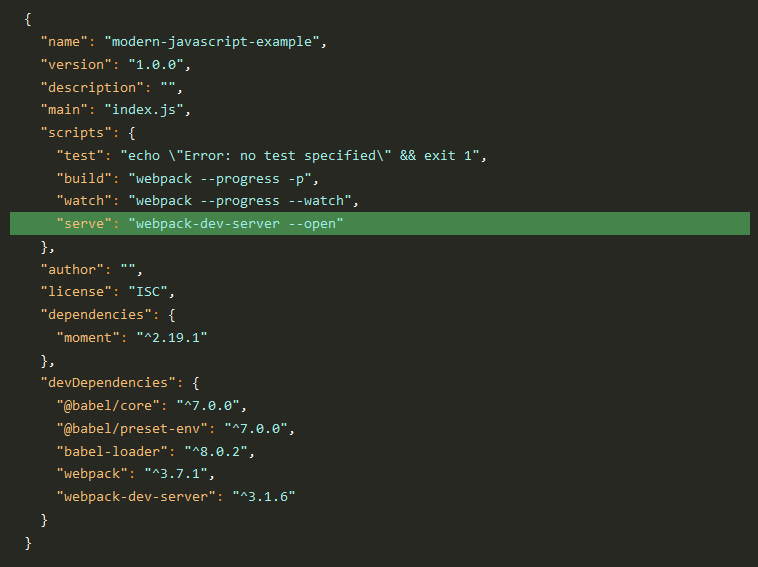 {
  "name": "modern-javascript-example",
  "version": "1.0.0",
  "description": "",
  "main": "index.js",
  "scripts": {
    "test": "echo \"Error: no test specified\" && exit 1",
    "build": "webpack --progress -p",
    "watch": "webpack --progress --watch",
    "serve": "webpack-dev-server --open"
  },
  "author": "",
  "license": "ISC",
  "dependencies": {
    "moment": "^2.19.1"
  },
  "devDependencies": {
    "@babel/core": "^7.0.0",
    "@babel/preset-env": "^7.0.0",
    "babel-loader": "^8.0.2",
    "webpack": "^3.7.1",
    "webpack-dev-server": "^3.1.6"
  }
}